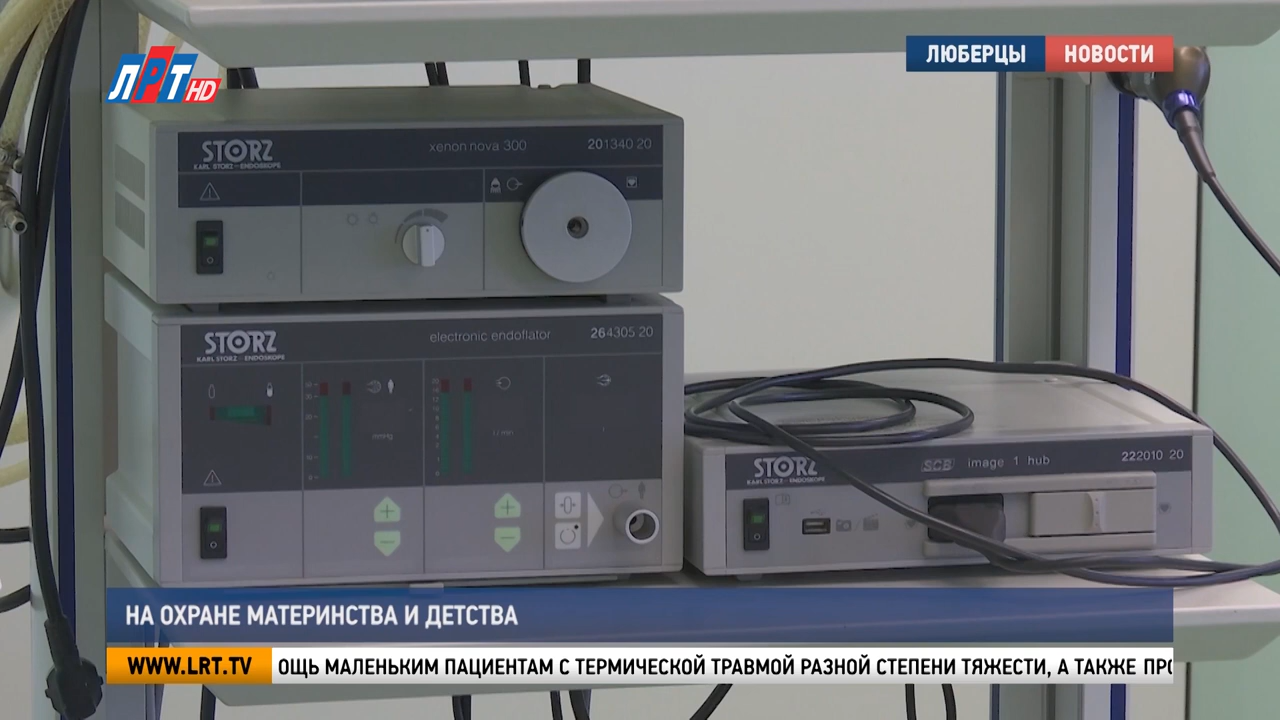 ЛРТ HD
ЛЮБЕРЦЫ НОВОСТИ
STORZ
KARL STORZ - ENDOSKOPE
xenon nova 300
201340 20
STORZ
KARL STORZ - ENDOSKOPE
electronic endoflator
264305 20
mmHg
l / min
STORZ
KARL STORZ - ENDOSKOPE
SCB image 1 hub
222010 20
НА ОХРАНЕ МАТЕРИНСТВА И ДЕТСТВА
WWW.LRT.TV
ОЩЬ МАЛЕНЬКИМ ПАЦИЕНТАМ С ТЕРМИЧЕСКОЙ ТРАВМОЙ РАЗНОЙ СТЕПЕНИ ТЯЖЕСТИ, А ТАКЖЕ ПРО